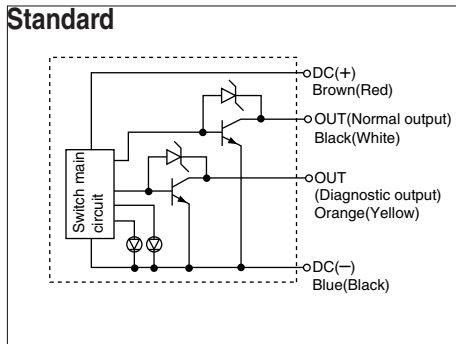 Standard
DC(+)
Brown(Red)
OUT(Normal output)
Black(White)
OUT
(Diagnostic output)
Orange(Yellow)
Switch main
circuit
DC(—)
Blue(Black)